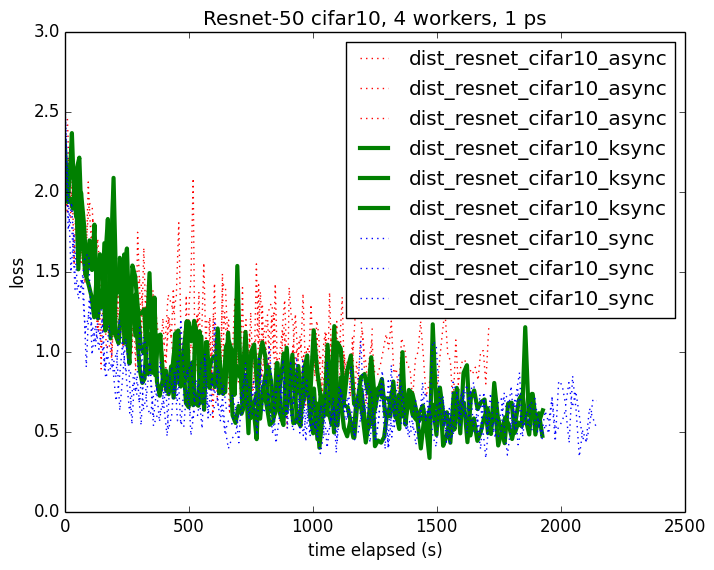 Resnet-50 cifar10, 4 workers, 1 ps
3.0
2.5
2.0
1.5
1.0
0.5
0.0
loss
dist_resnet_cifar10_async
dist_resnet_cifar10_async
dist_resnet_cifar10_async
dist_resnet_cifar10_ksync
dist_resnet_cifar10_ksync
dist_resnet_cifar10_ksync
dist_resnet_cifar10_sync
dist_resnet_cifar10_sync
dist_resnet_cifar10_sync
0 500 1000 1500 2000 2500
time elapsed (s)